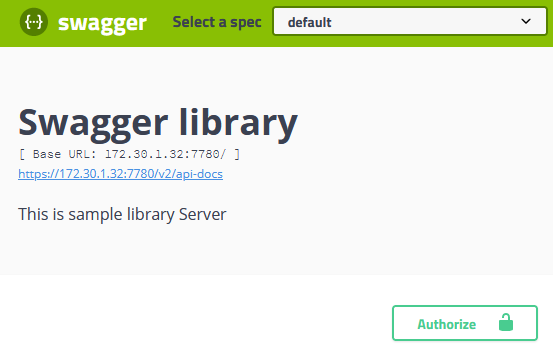 swagger Select a spec default
Swagger library
[ Base URL: 172.30.1.32:7780/ ]
https://172.30.1.32:7780/v2/api-docs
This is sample library Server
Authorize